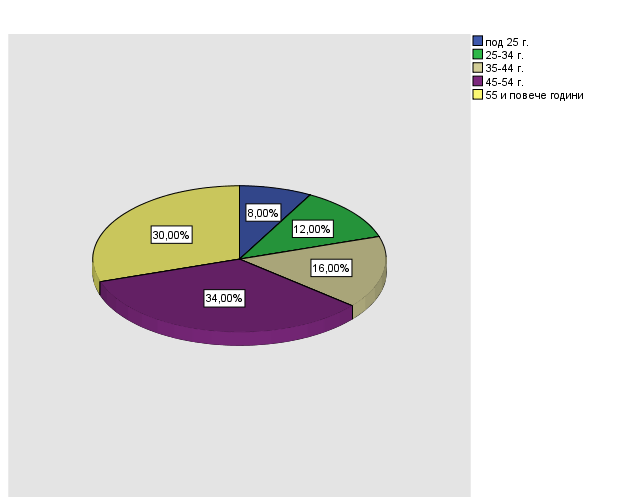 под 25 г.
25-34 г.
35-44 г.
45-54 г.
55 и повече години
8,00%
12,00%
30,00%
16,00%
34,00%